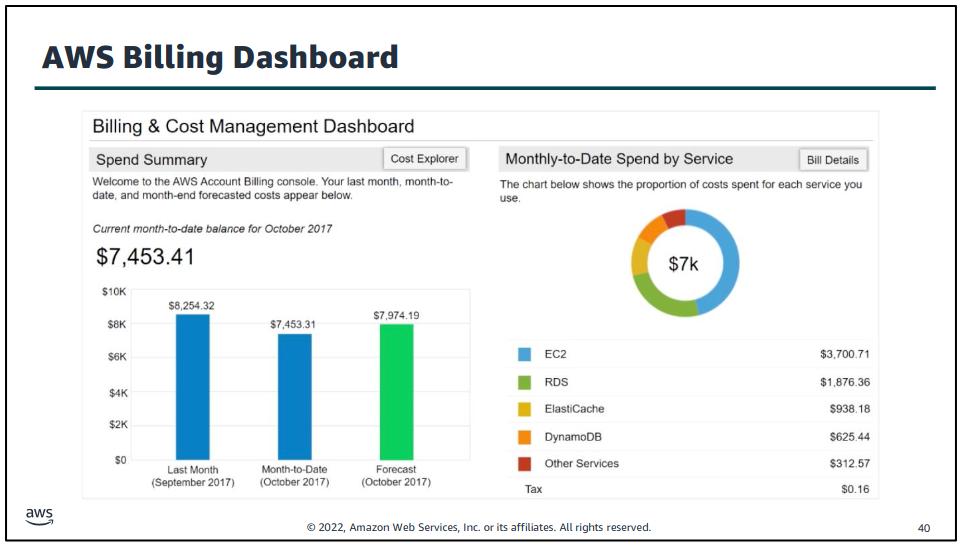 AWS Billing Dashboard
Billing & Cost Management Dashboard
Spend Summary
Cost Explorer
Welcome to the AWS Account Billing console. Your last month, month-to-
date, and month-end forecasted costs appear below.
Current month-to-date balance for October 2017
$7,453.41
$10K
$8K
$6K
$4K
$2K
$0
$8,254.32
$7,453.31
$7,974.19
Last Month
(September 2017)
Month-to-Date
(October 2017)
Forecast
(October 2017)
Monthly-to-Date Spend by Service
Bill Details
The chart below shows the proportion of costs spent for each service you
use.
$7k
EC2 $3,700.71
RDS $1,876.36
ElastiCache $938.18
DynamoDB $625.44
Other Services $312.57
Tax $0.16
aws
© 2022, Amazon Web Services, Inc. or its affiliates. All rights reserved.
40